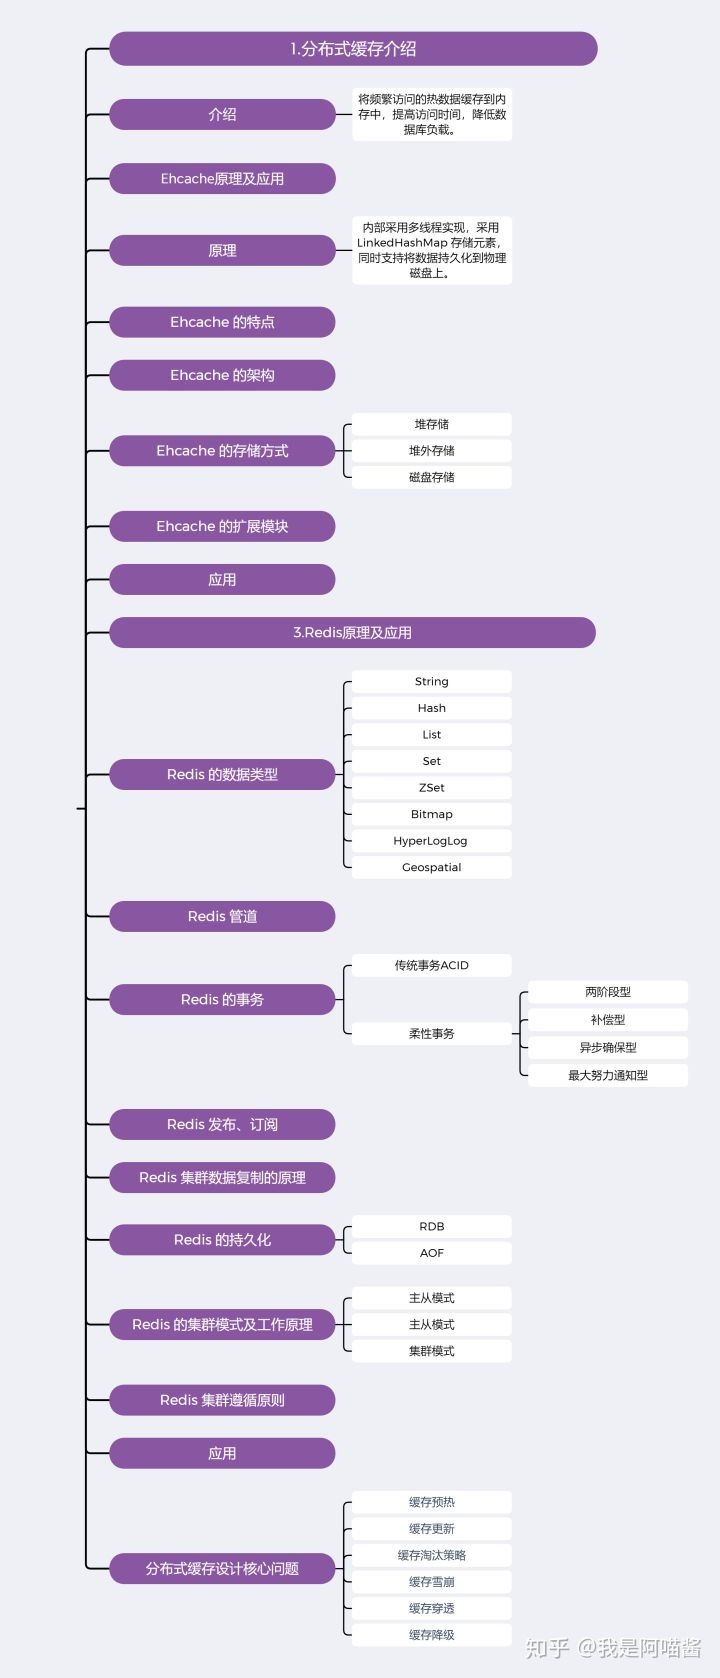 1.分布式缓存介绍
介绍
将频繁访问的热数据缓存到内
存中，提高访问时间，降低数
据库负载。
Ehcache原理及应用
原理
内部采用多线程实现，采用
LinkedHashMap 存储元素，
同时支持将数据持久化到物理
磁盘上。
Ehcache 的特点
Ehcache 的架构
Ehcache 的存储方式
堆存储
堆外存储
磁盘存储
Ehcache 的扩展模块
应用
3.Redis原理及应用
Redis 的数据类型
String
Hash
List
Set
ZSet
Bitmap
HyperLogLog
Geospatial
Redis 管道
Redis 的事务
传统事务ACID
柔性事务
两阶段型
补偿型
异步确保型
最大努力通知型
Redis 发布、订阅
Redis 集群数据复制的原理
Redis 的持久化
RDB
AOF
Redis 的集群模式及工作原理
主从模式
主从模式
集群模式
Redis 集群遵循原则
应用
分布式缓存设计核心问题
缓存预热
缓存更新
缓存淘汰策略
缓存雪崩
缓存穿透
缓存降级
知乎 @我是阿喵酱